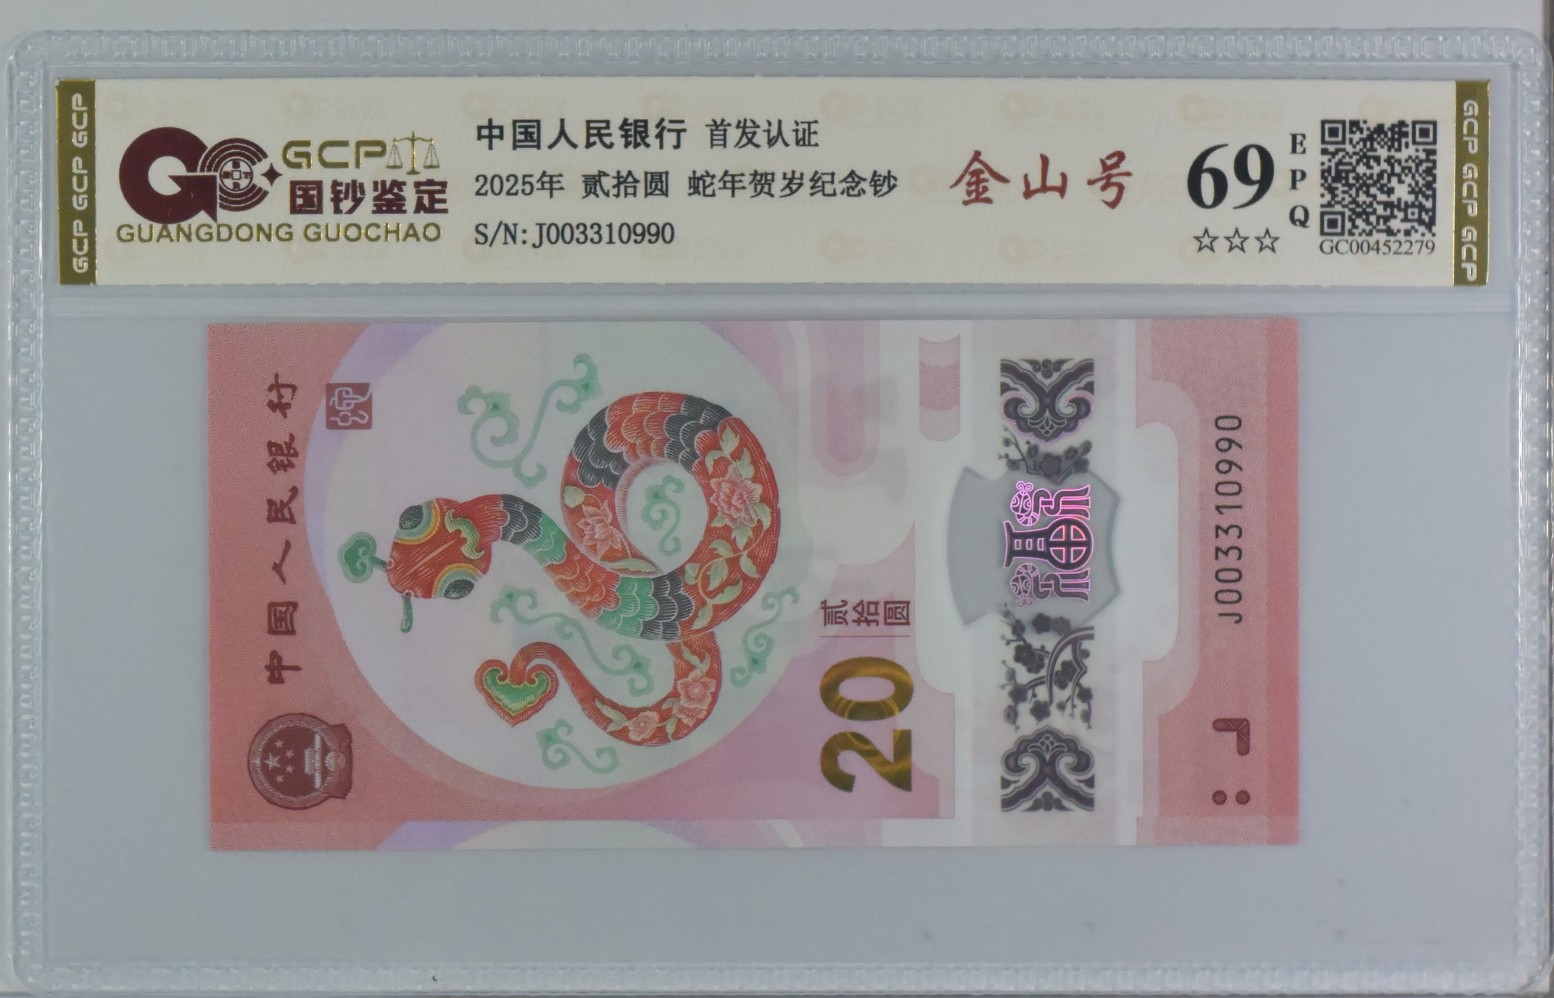 GCP GCP GCP
GCP
国钞鉴定
GUANGDONG GUOCHAO
中国人民银行 首发认证
2025年 贰拾圆 蛇年贺岁纪念钞
S/N:J003310990
金山号
69
EPQ
☆☆☆
GC00452279
GCP GCP GCP
中国人民银行
贰拾圆
20
J003310990